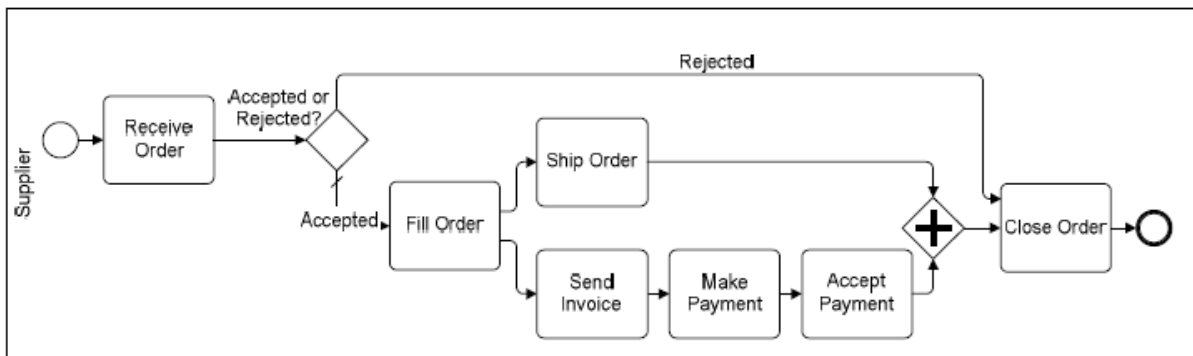 Supplier
Receive
Order
Accepted or
Rejected?
Rejected
Accepted
Fill Order
Ship Order
Send
Invoice
Make
Payment
Accept
Payment
Close Order